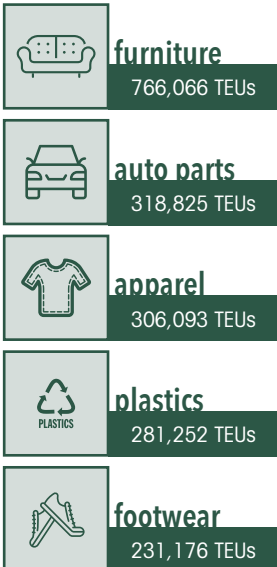 furniture
766,066 TEUs
auto parts
318,825 TEUs
apparel
306,093 TEUs
PLASTICS
plastics
281,252 TEUs
footwear
231,176 TEUs